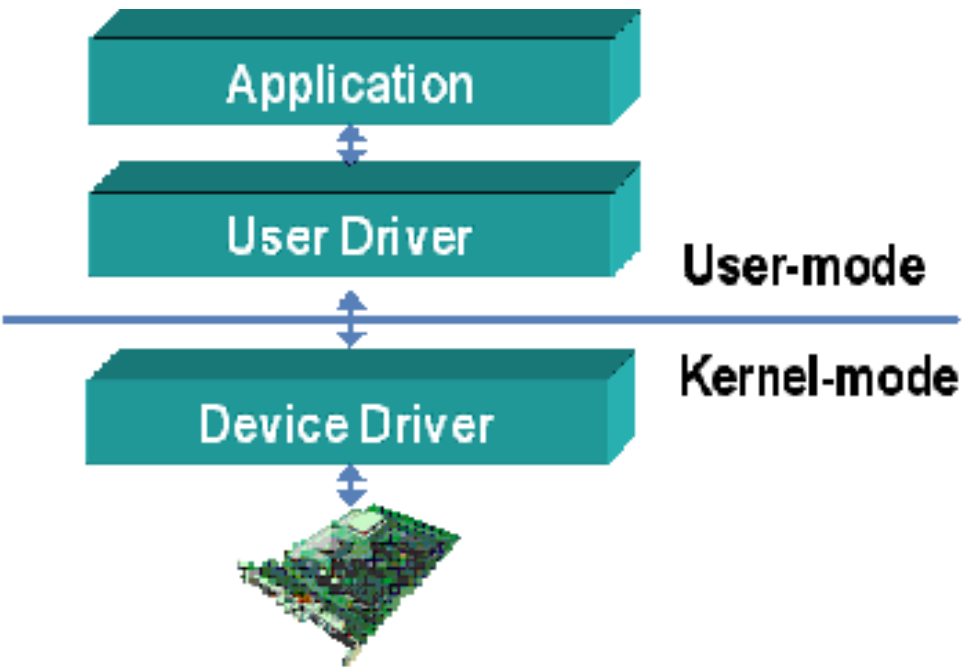 Application
User Driver
User-mode
Kernel-mode
Device Driver